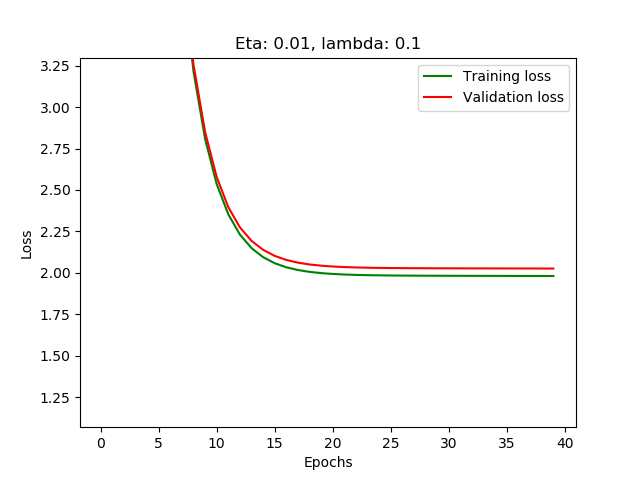 Eta: 0.01, lambda: 0.1
Training loss
Validation loss
3.25
3.00
2.75
2.50
2.25
2.00
1.75
1.50
1.25
Loss
0 5 10 15 20 25 30 35 40
Epochs